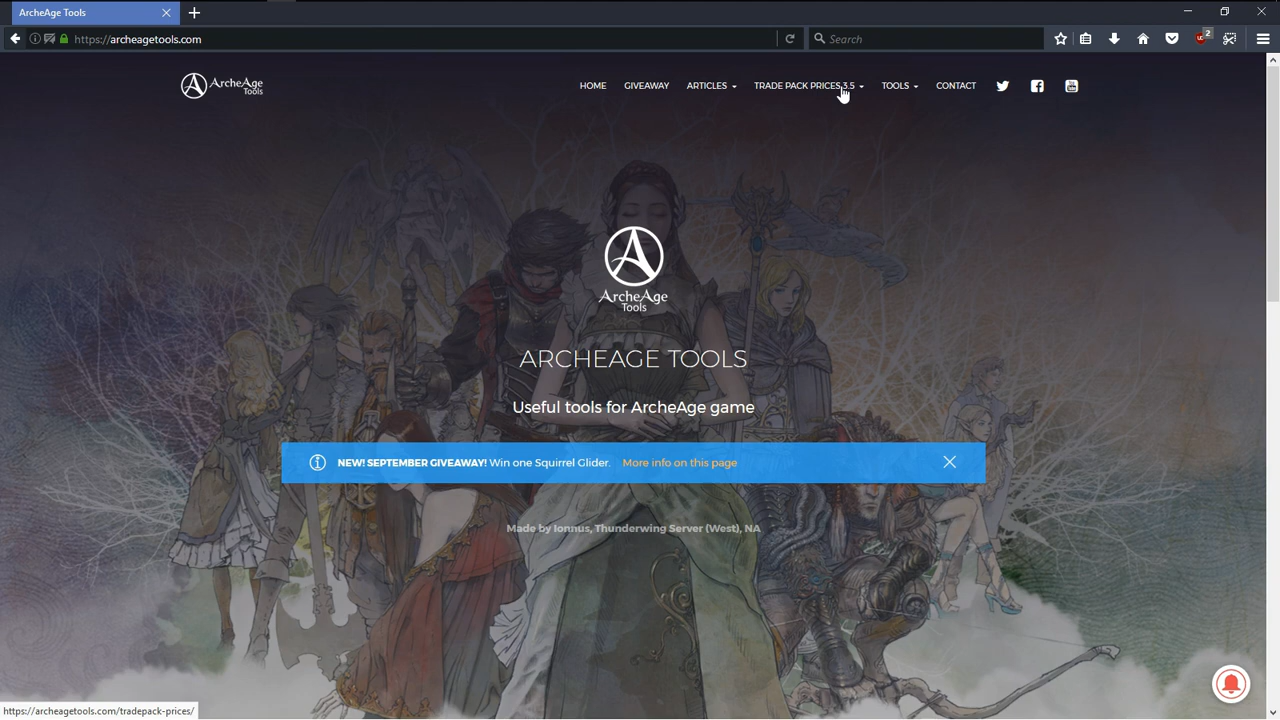 ArcheAge Tools
https://archeagetools.com
Search
2
ArcheAge
Tools
HOME
GIVEAWAY
ARTICLES
TRADE PACK PRICES 3.5
TOOLS
CONTACT
ArcheAge
Tools
ARCHEAGE TOOLS
Useful tools for ArcheAge game
NEW! SEPTEMBER GIVEAWAY! Win one Squirrel Glider. More info on this page
Made by Ionnus, Thunderwing Server (West), NA
https://archeagetools.com/tradepack-prices/